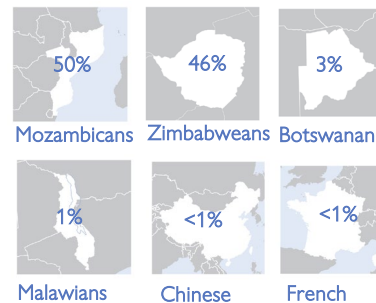 50%
46%
3%
Mozambicans
Zimbabweans
Botswanan
1%
<1%
<1%
Malawians
Chinese
French